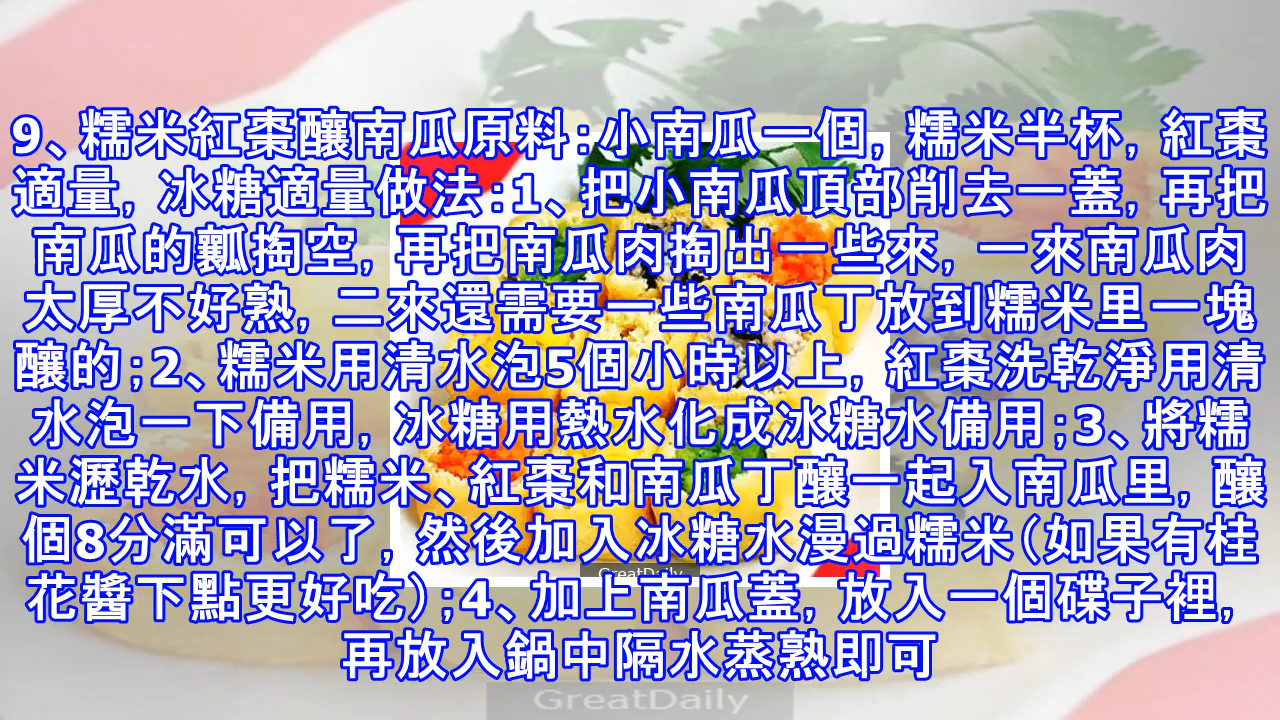 9、糯米紅棗釀南瓜原料:小南瓜一個, 糯米半杯, 紅棗
適量, 冰糖適量做法:1、把小南瓜頂部削去一蓋, 再把
南瓜的瓤掏空, 再把南瓜肉掏出一些來, 一來南瓜肉
太厚不好熟, 二來還需要一些南瓜丁放到糯米里一塊
釀的;2、糯米用清水泡5個小時以上, 紅棗洗乾淨用清
水泡一下備用, 冰糖用熱水化成冰糖水備用;3、將糯
米瀝乾水, 把糯米、紅棗和南瓜丁釀一起入南瓜里, 釀
個8分滿可以了, 然後加入冰糖水漫過糯米(如果有桂
花醬下點更好吃);4、加上南瓜蓋, 放入一個碟子裡,
再放入鍋中隔水蒸熟即可
GreatDaily
GreatDaily